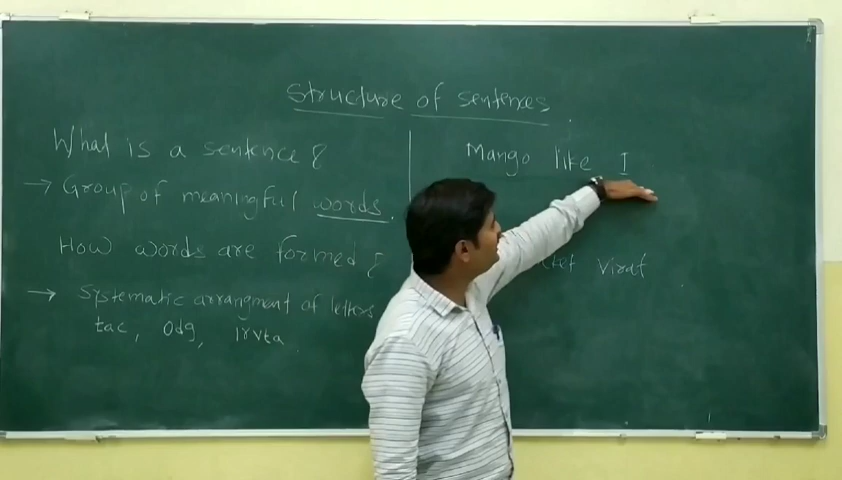 Structure of sentences
What is a sentence?
→ Group of meaningful words.
How words are formed?
→ Systematic arrangment of letters
tac, odg, irvta
Mango like I
Virat